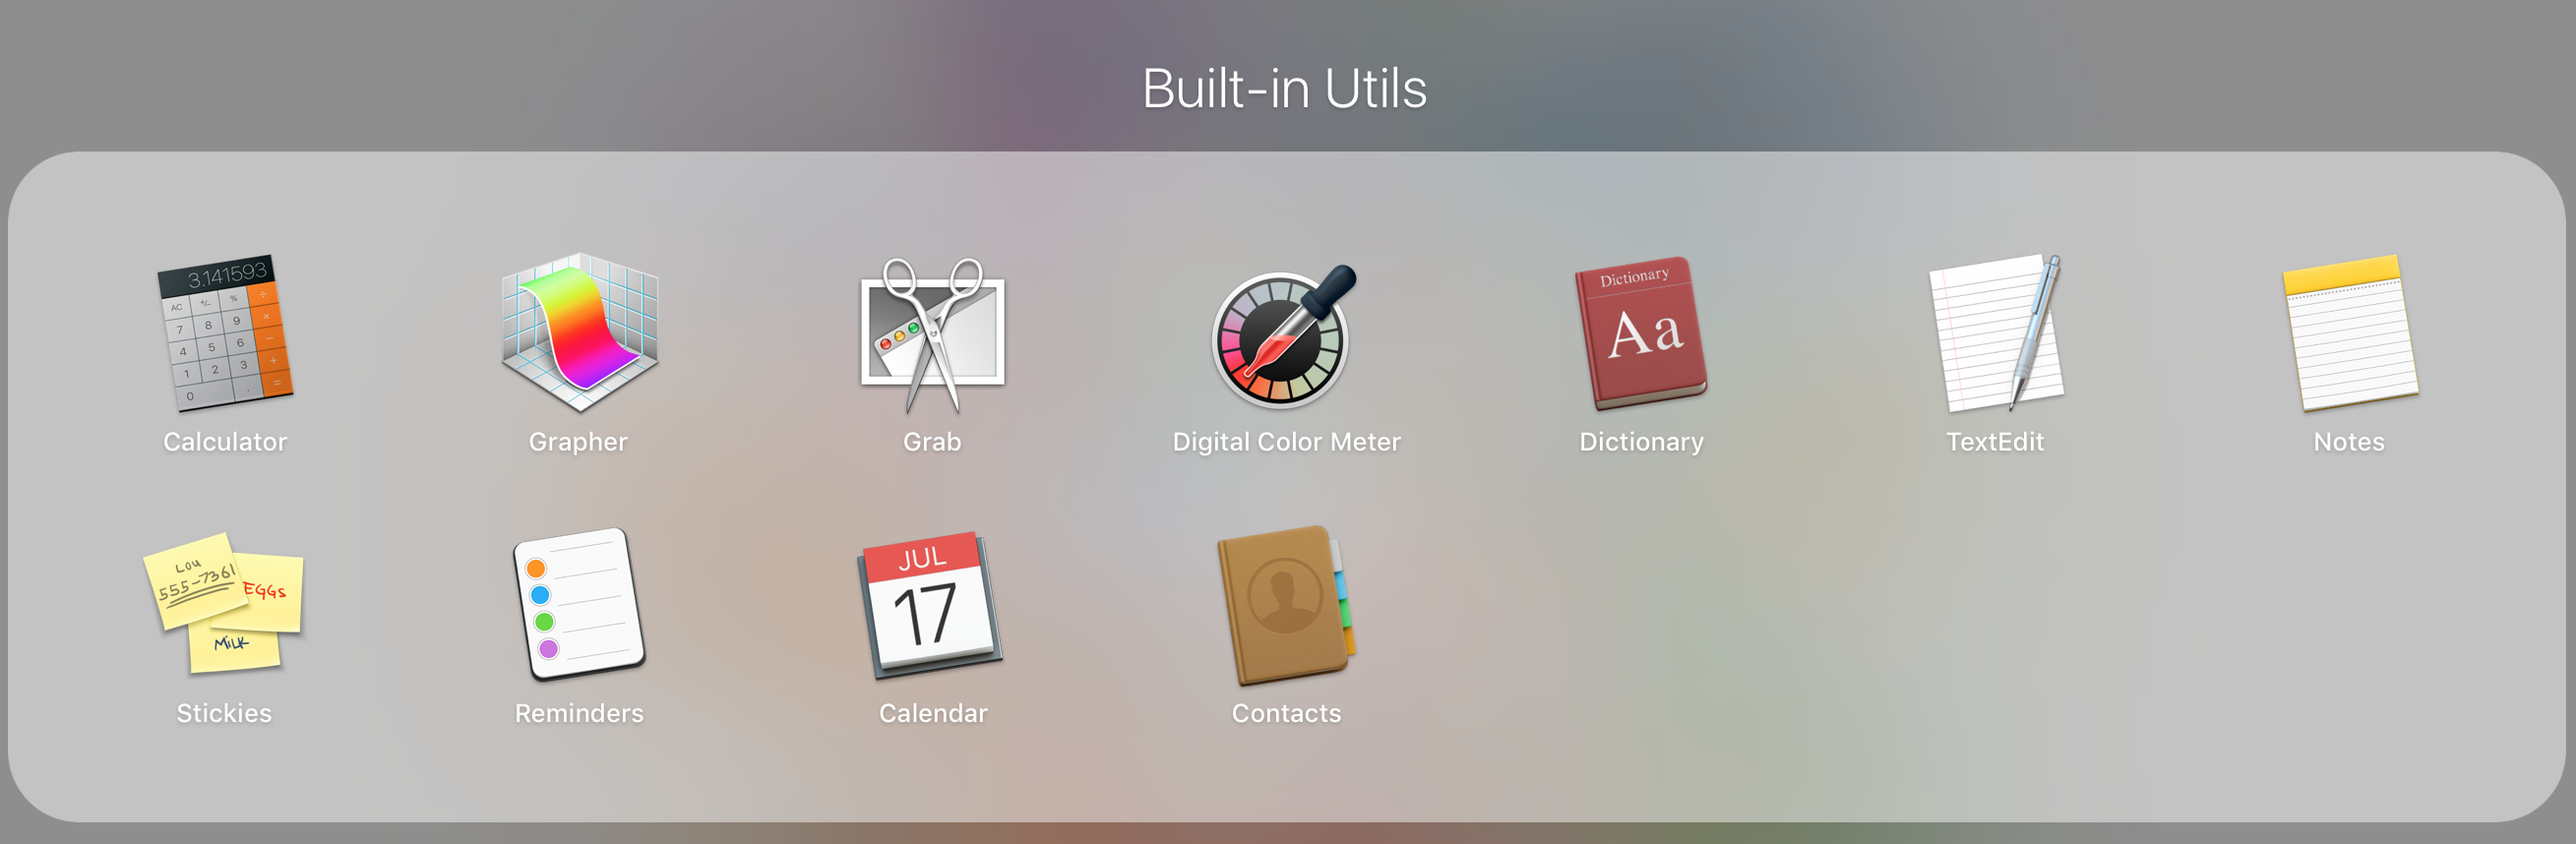 Built-in Utils
3.141593
AC +/- % ÷
7 8 9 ×
4 5 6 −
1 2 3 +
0 . =
Dictionary
Aa
Calculator
Grapher
Grab
Digital Color Meter
Dictionary
TextEdit
Notes
Lou
555-7361
EGGS
MILK
JUL
17
Stickies
Reminders
Calendar
Contacts